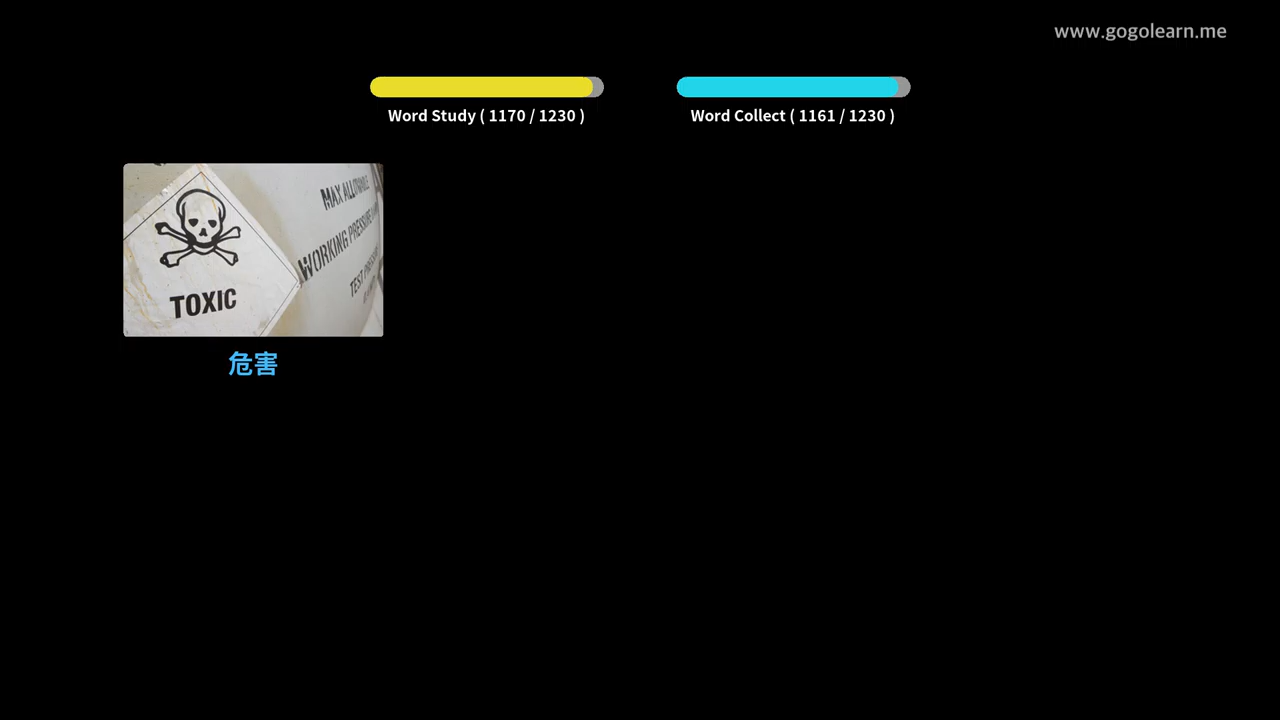 www.gogolearn.me
Word Study ( 1170 / 1230 )
Word Collect ( 1161 / 1230 )
MAX ALLOWABLE
WORKING PRESSURE
TEST
TOXIC
危害